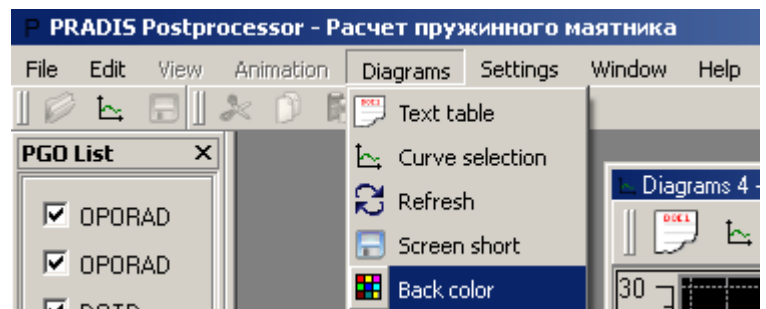 PRADIS Postprocessor - Расчет пружинного маятника
File Edit View Animation Diagrams Settings Window Help
Text table
PGO List
Curve selection
Diagrams 4 -
Refresh
OPORAD
Screen short
OPORAD
Back color
30